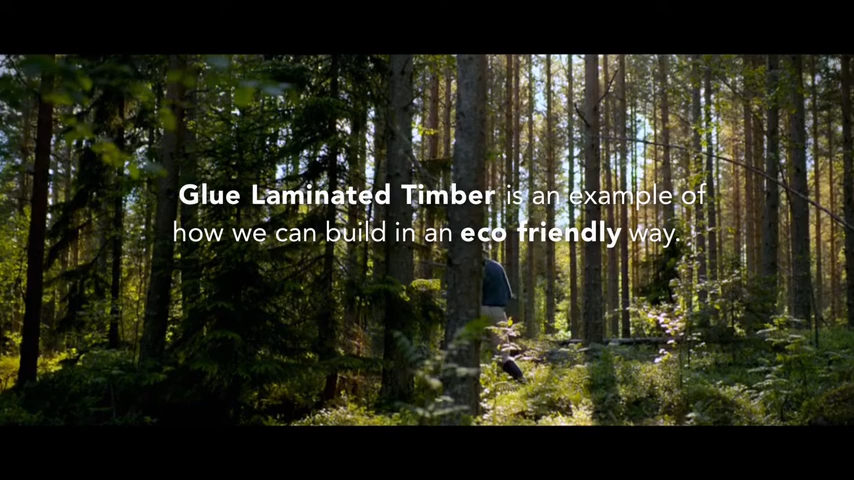 Glue Laminated Timber is an example of
how we can build in an eco friendly way.